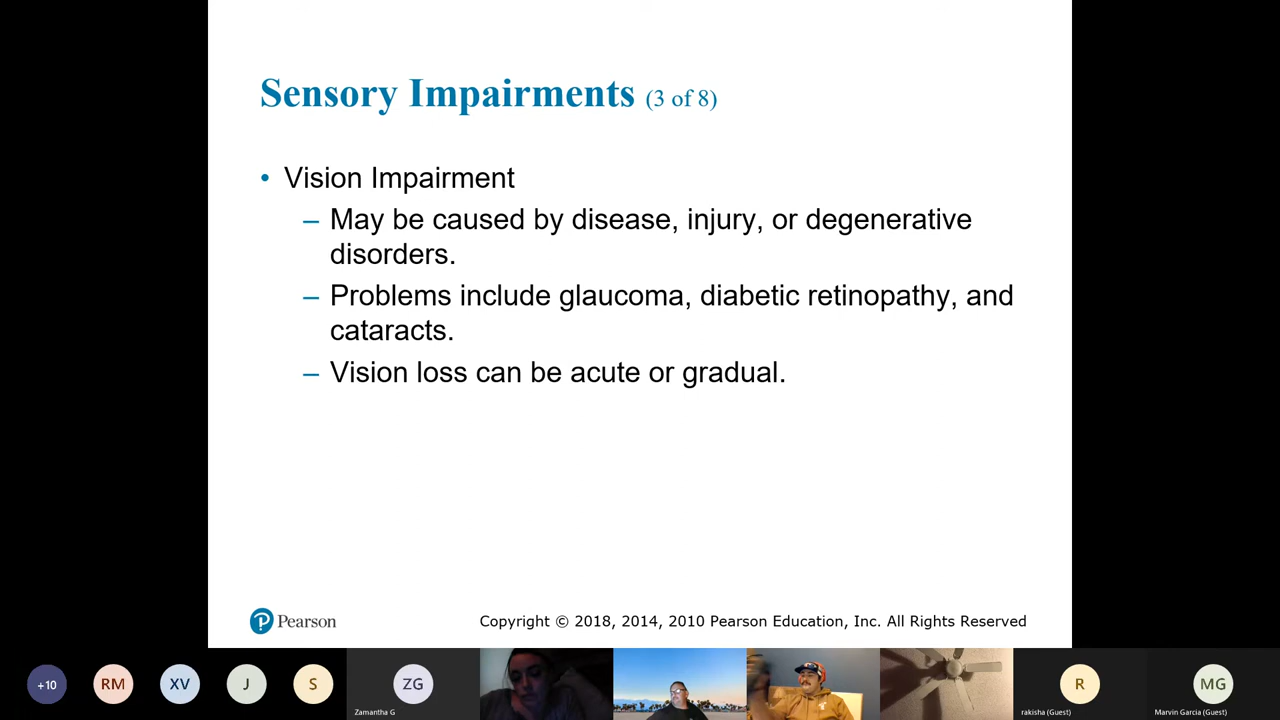 Sensory Impairments (3 of 8)
• Vision Impairment
– May be caused by disease, injury, or degenerative
disorders.
– Problems include glaucoma, diabetic retinopathy, and
cataracts.
– Vision loss can be acute or gradual.
Pearson
Copyright © 2018, 2014, 2010 Pearson Education, Inc. All Rights Reserved
+10 RM XV J S ZG R MG
Zamantha G rakisha (Guest) Marvin Garcia (Guest)